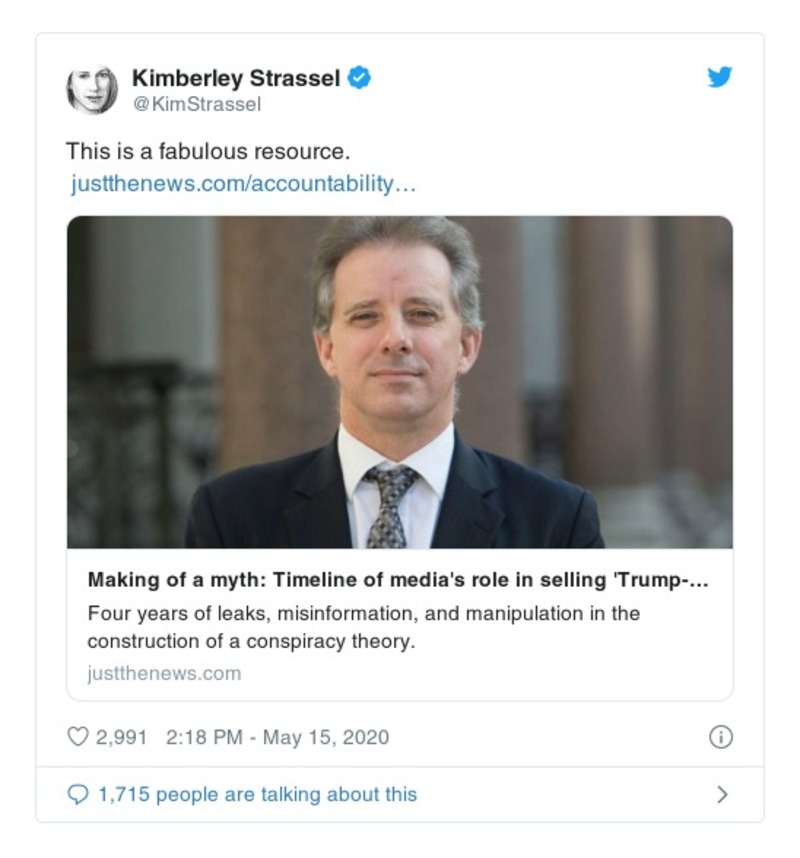 Kimberley Strassel
@KimStrassel
This is a fabulous resource.
justthenews.com/accountability…
Making of a myth: Timeline of media's role in selling 'Trump-...
Four years of leaks, misinformation, and manipulation in the
construction of a conspiracy theory.
justthenews.com
2,991 2:18 PM - May 15, 2020
1,715 people are talking about this